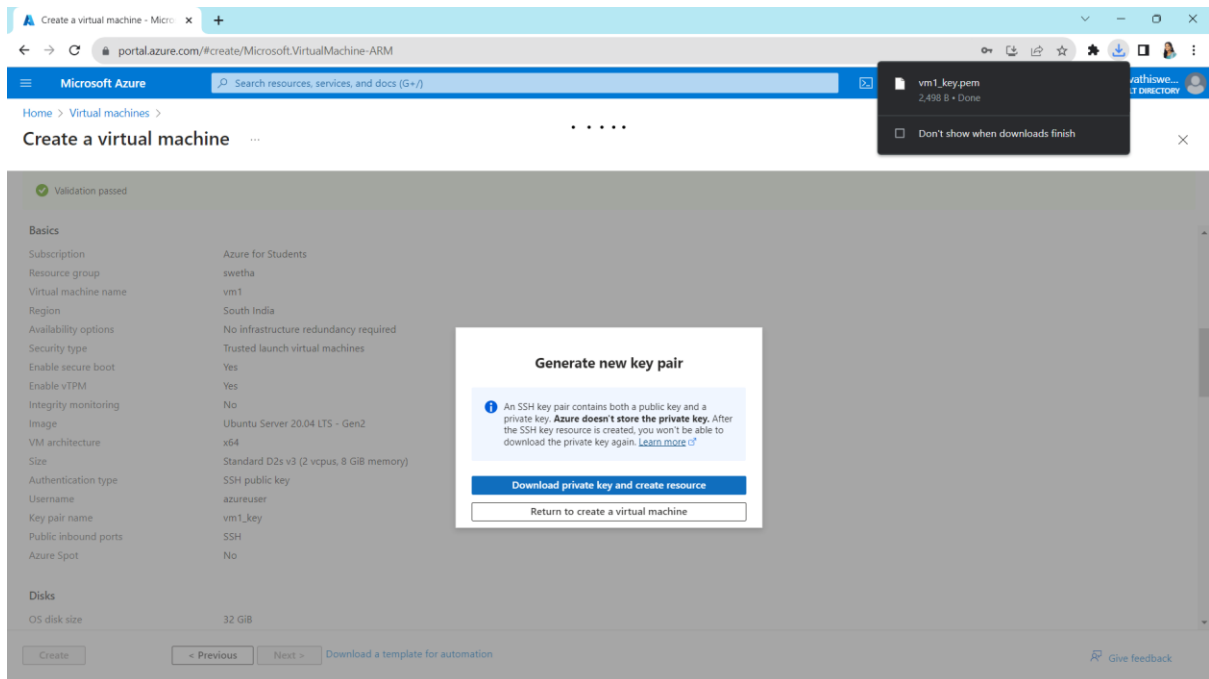 Create a virtual machine - Micro
portal.azure.com/#create/Microsoft.VirtualMachine-ARM
Microsoft Azure
Search resources, services, and docs (G+/)
vm1_key.pem
2,498 B • Done
Don't show when downloads finish
vathiswe...
LT DIRECTORY
Home > Virtual machines >
Create a virtual machine ...
Validation passed
Basics
Subscription Azure for Students
Resource group swetha
Virtual machine name vm1
Region South India
Availability options No infrastructure redundancy required
Security type Trusted launch virtual machines
Enable secure boot Yes
Enable vTPM Yes
Integrity monitoring No
Image Ubuntu Server 20.04 LTS - Gen2
VM architecture x64
Size Standard D2s v3 (2 vcpus, 8 GiB memory)
Authentication type SSH public key
Username azureuser
Key pair name vm1_key
Public inbound ports SSH
Azure Spot No
Disks
OS disk size 32 GiB
Generate new key pair
An SSH key pair contains both a public key and a
private key. Azure doesn't store the private key. After
the SSH key resource is created, you won't be able to
download the private key again. Learn more
Download private key and create resource
Return to create a virtual machine
Create < Previous Next > Download a template for automation
Give feedback